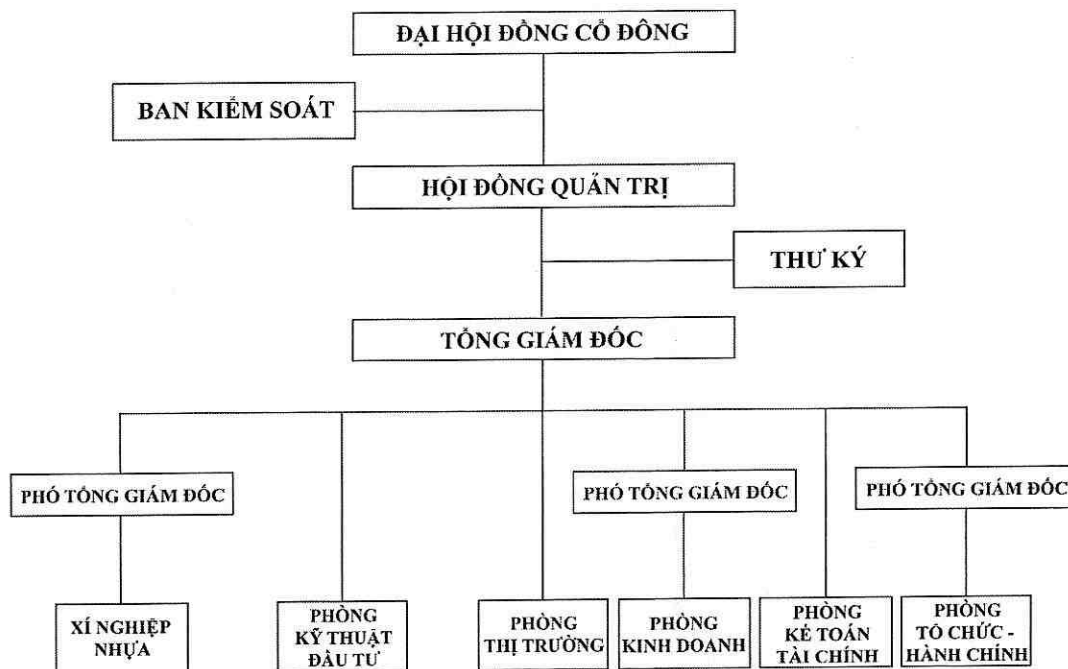 ĐẠI HỘI ĐỒNG CỔ ĐÔNG
BAN KIỂM SOÁT
HỘI ĐỒNG QUẢN TRỊ
THƯ KÝ
TỔNG GIÁM ĐỐC
PHÓ TỔNG GIÁM ĐỐC
PHÓ TỔNG GIÁM ĐỐC
PHÓ TỔNG GIÁM ĐỐC
XÍ NGHIỆP
NHỰA
PHÒNG
KỸ THUẬT
ĐẦU TƯ
PHÒNG
THỊ TRƯỜNG
PHÒNG
KINH DOANH
PHÒNG
KẾ TOÁN
TÀI CHÍNH
PHÒNG
TỔ CHỨC -
HÀNH CHÍNH